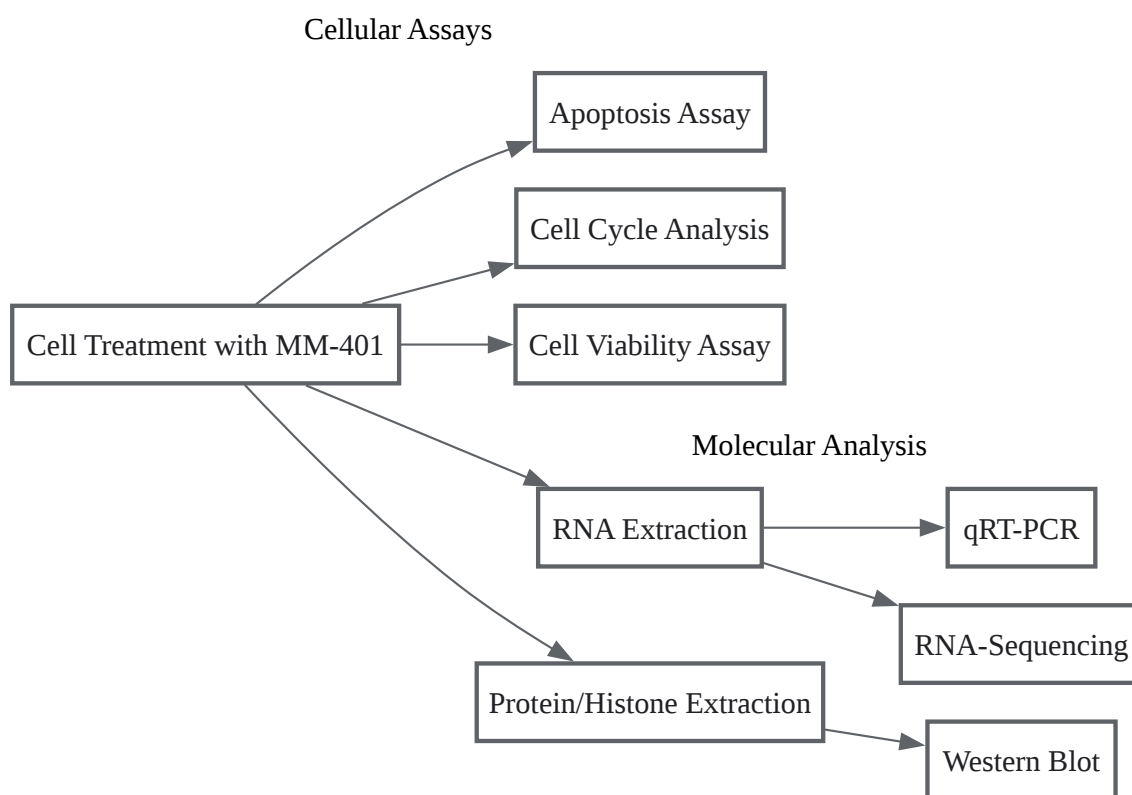 Cellular Assays
Apoptosis Assay
Cell Cycle Analysis
Cell Treatment with MM-401
Cell Viability Assay
Molecular Analysis
RNA Extraction
qRT-PCR
RNA-Sequencing
Protein/Histone Extraction
Western Blot